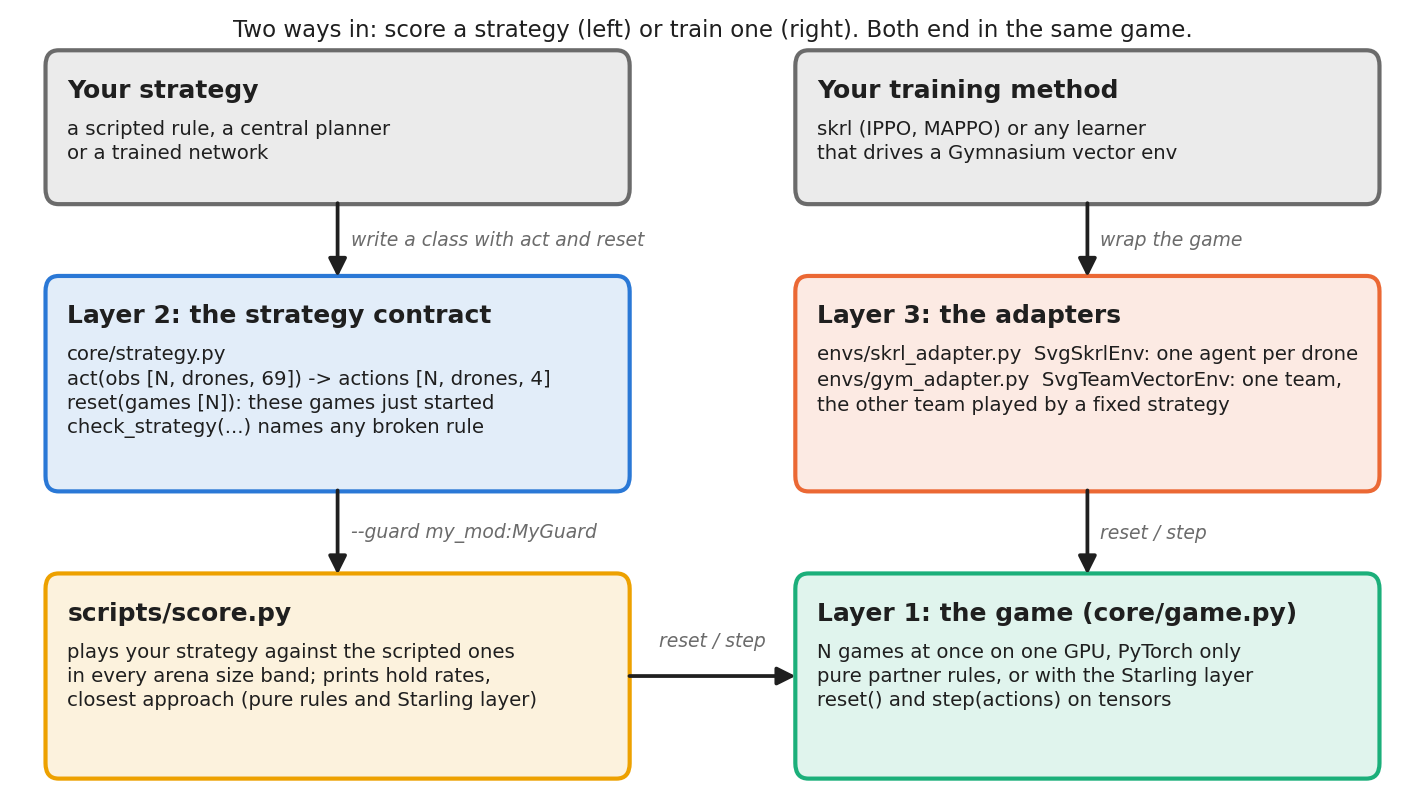 Two ways in: score a strategy (left) or train one (right). Both end in the same game.
Your strategy
a scripted rule, a central planner
or a trained network
Your training method
skrl (IPPO, MAPPO) or any learner
that drives a Gymnasium vector env
write a class with act and reset
wrap the game
Layer 2: the strategy contract
core/strategy.py
act(obs [N, drones, 69]) -> actions [N, drones, 4]
reset(games [N]): these games just started
check_strategy(...) names any broken rule
Layer 3: the adapters
envs/skrl_adapter.py  SvgSkrlEnv: one agent per drone
envs/gym_adapter.py  SvgTeamVectorEnv: one team,
the other team played by a fixed strategy
--guard my_mod:MyGuard
reset / step
scripts/score.py
plays your strategy against the scripted ones
in every arena size band; prints hold rates,
closest approach (pure rules and Starling layer)
reset / step
Layer 1: the game (core/game.py)
N games at once on one GPU, PyTorch only
pure partner rules, or with the Starling layer
reset() and step(actions) on tensors